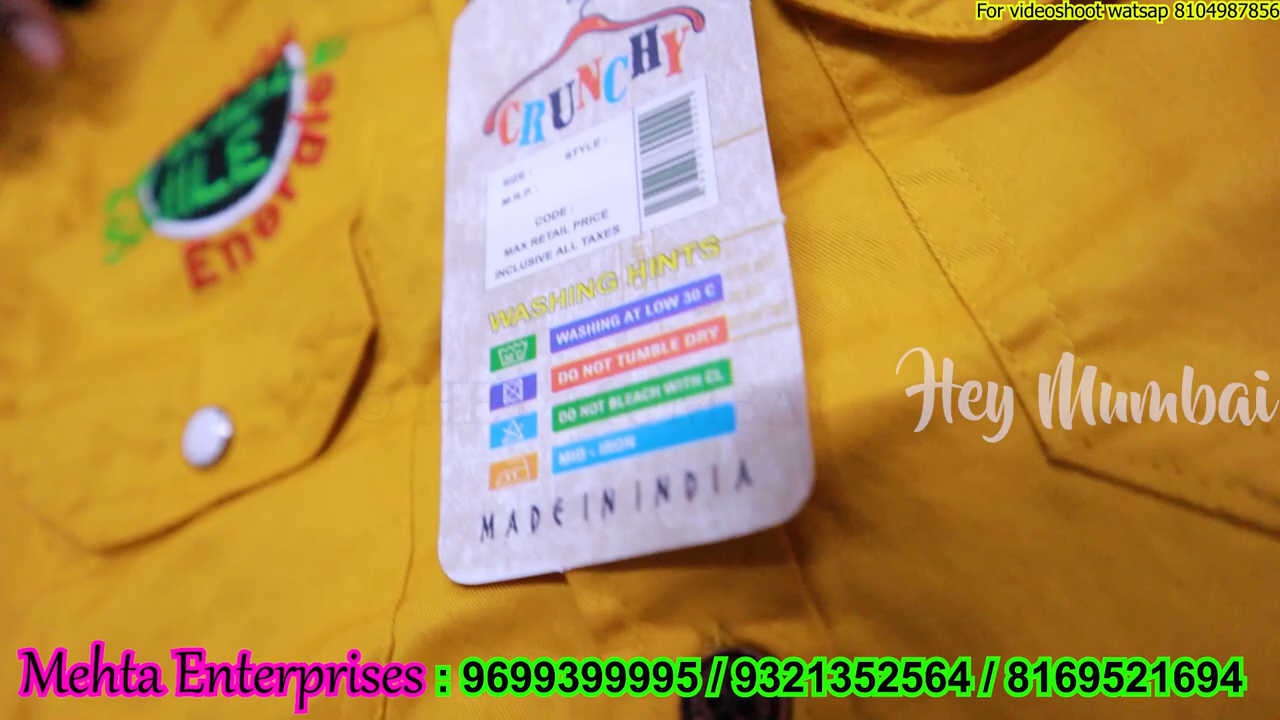 For videoshoot watsap 8104987856
CRUNCHY
STYLE :
SIZE :
M.R.P. :
CODE :
MAX RETAIL PRICE
INCLUSIVE ALL TAXES
WASHING HINTS
WASHING AT LOW 30 C
DO NOT TUMBLE DRY
DO NOT BLEACH WITH CL
MID - IRON
MADE IN INDIA
Hey Mumbai
Mehta Enterprises : 9699399995 / 9321352564 / 8169521694